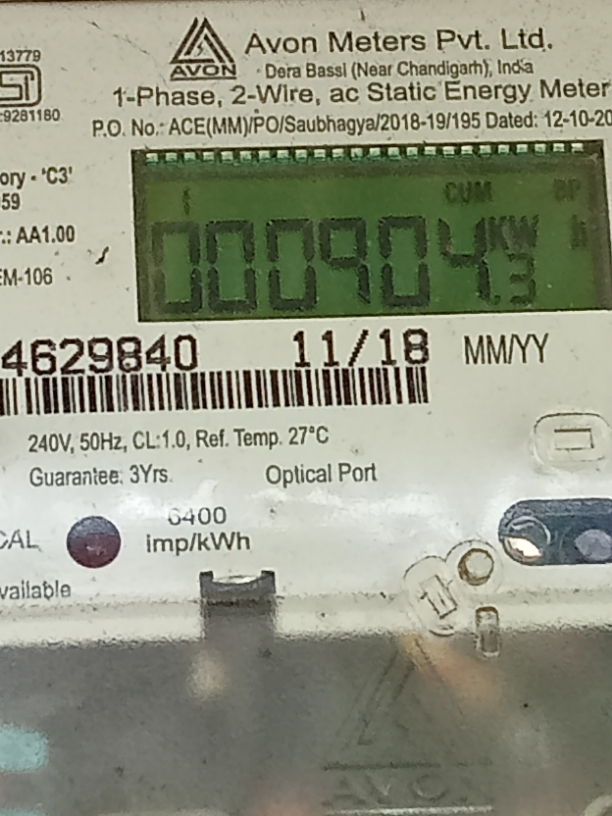 13779
AVON
Avon Meters Pvt. Ltd.
Dera Bassi (Near Chandigarh), India
:9281180
1-Phase, 2-Wire, ac Static Energy Meter
P.O. No.: ACE(MM)/PO/Saubhagya/2018-19/195 Dated: 12-10-20
ory - 'C3'
59
.: AA1.00
EM-106
CUM
000904.3 KW h
4629840 11/18 MM/YY
240V, 50Hz, CL:1.0, Ref. Temp. 27°C
Guarantee: 3Yrs. Optical Port
CAL 6400
imp/kWh
vailable
AVON